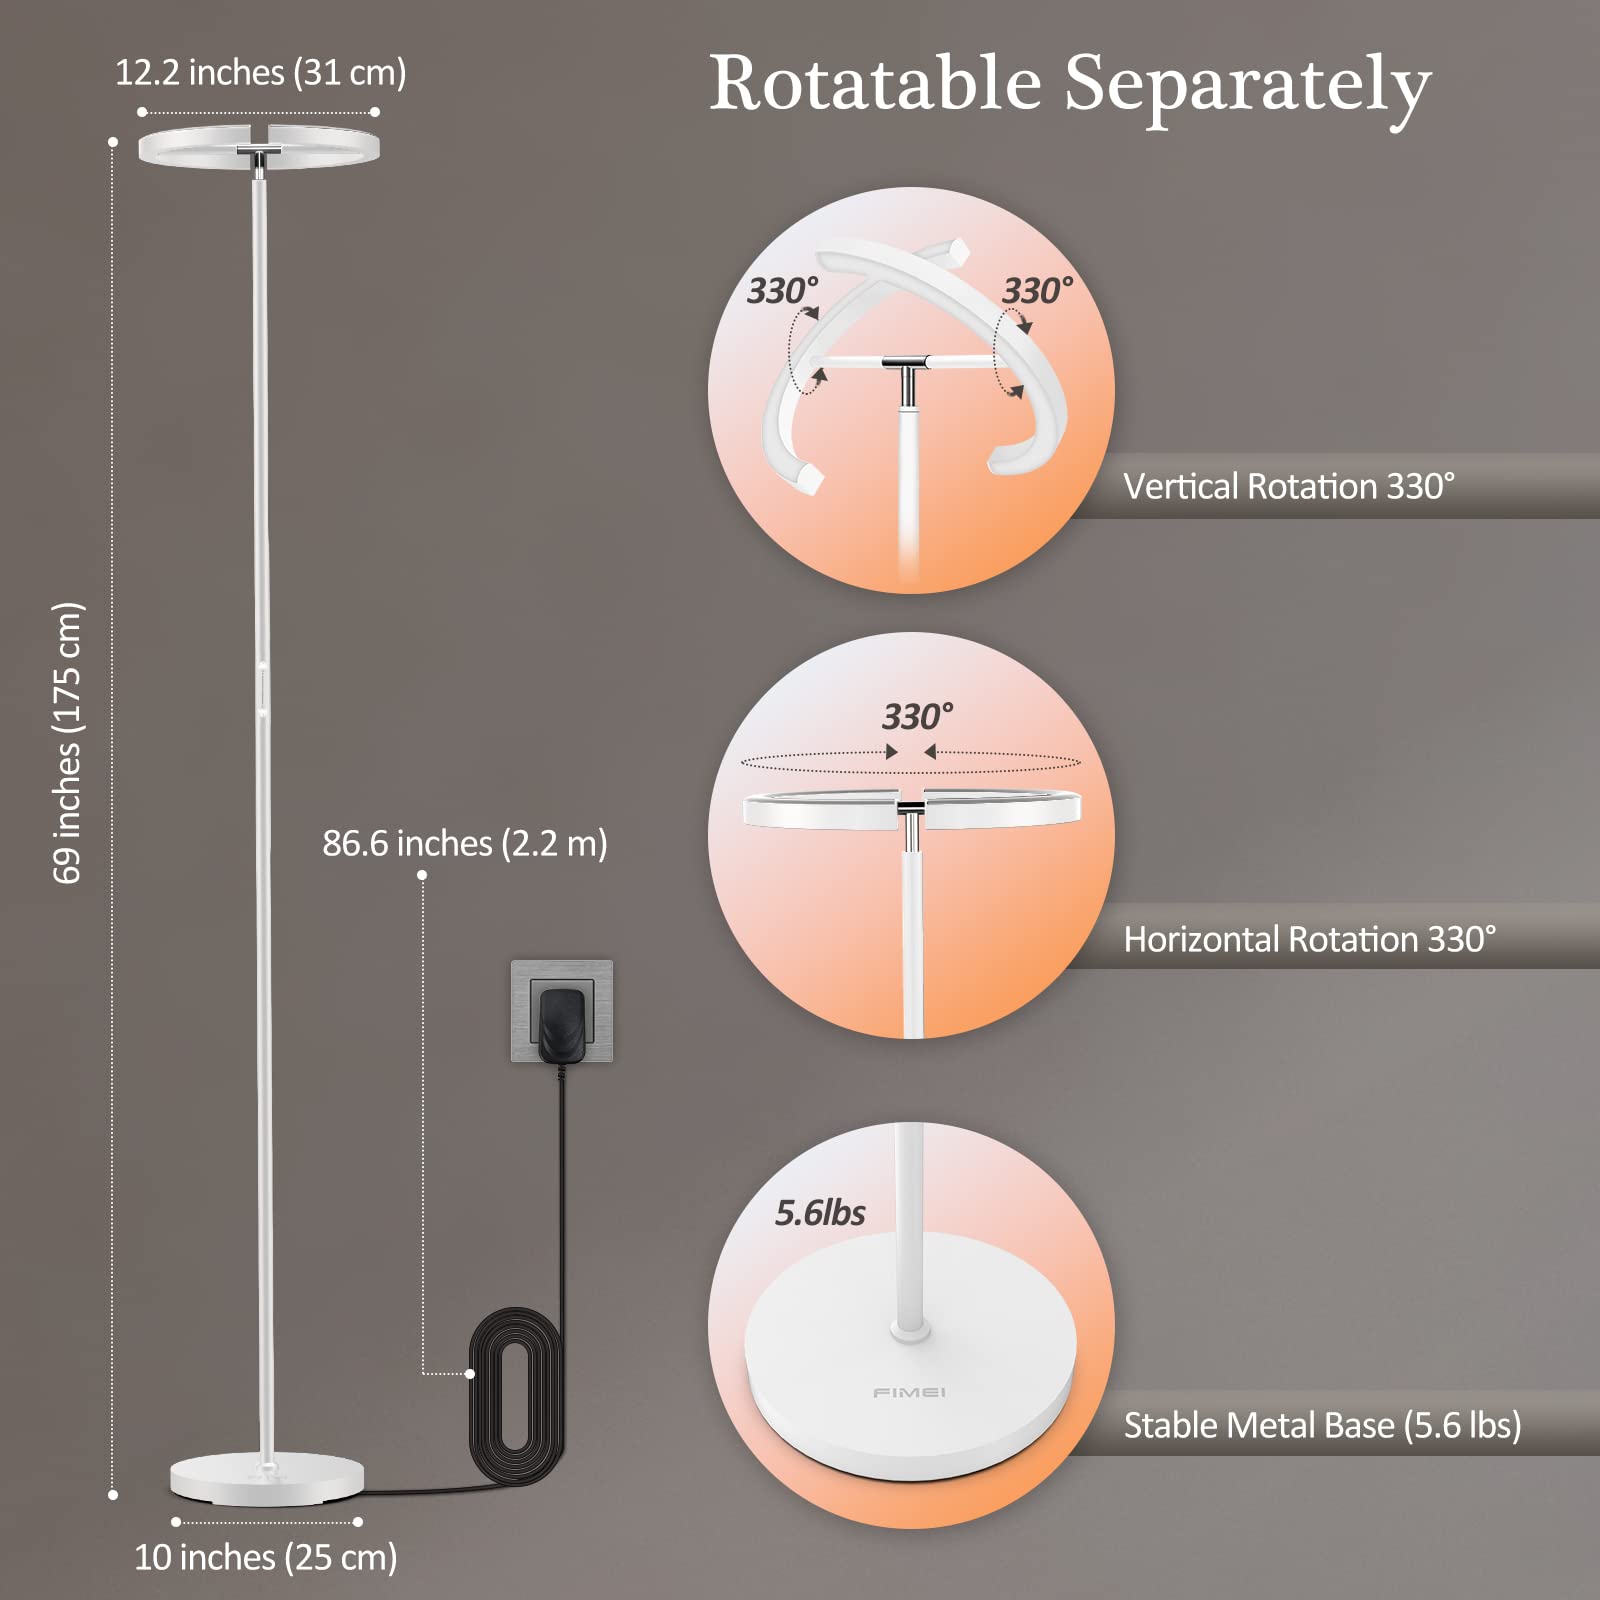 Rotatable Separately
12.2 inches (31 cm)
69 inches (175 cm)
86.6 inches (2.2 m)
10 inches (25 cm)
330°
330°
Vertical Rotation 330°
330°
Horizontal Rotation 330°
5.6lbs
FIMEI
Stable Metal Base (5.6 lbs)